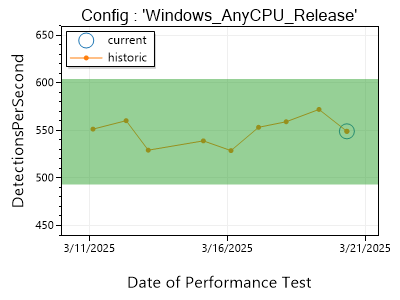 Config : 'Windows_AnyCPU_Release'
current
historic
DetectionsPerSecond
650
600
550
500
450
3/11/2025
3/16/2025
3/21/2025
Date of Performance Test